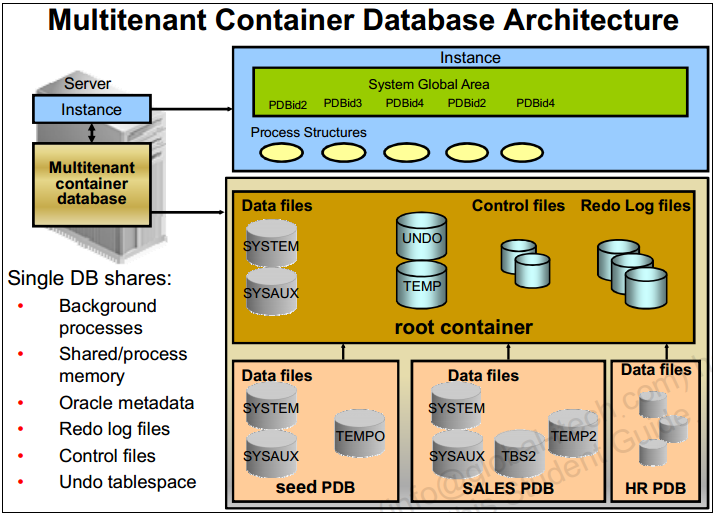 Multitenant Container Database Architecture
Server
Instance
Multitenant
container
database
Instance
System Global Area
PDBid2 PDBid3 PDBid4 PDBid2 PDBid4
Process Structures
Single DB shares:
• Background
processes
• Shared/process
memory
• Oracle metadata
• Redo log files
• Control files
• Undo tablespace
Data files
Control files
Redo Log files
SYSTEM
SYSAUX
UNDO
TEMP
root container
Data files
SYSTEM
SYSAUX
TEMPO
seed PDB
Data files
SYSTEM
SYSAUX
TBS2
TEMP2
SALES PDB
Data files
HR PDB